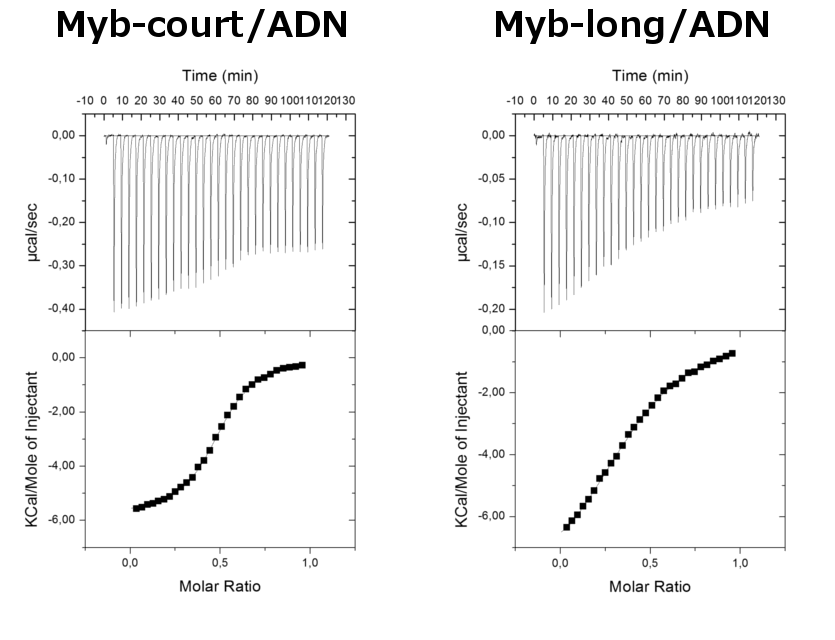 Myb-court/ADN
Time (min)
-10 0 10 20 30 40 50 60 70 80 90 100 110 120 130
0,00
-0,10
-0,20
-0,30
-0,40
µcal/sec
0,00
-2,00
-4,00
-6,00
KCal/Mole of Injectant
0,0 0,5 1,0
Molar Ratio
Myb-long/ADN
Time (min)
-10 0 10 20 30 40 50 60 70 80 90 100 110 120 130
0,00
-0,05
-0,10
-0,15
-0,20
µcal/sec
0,00
-2,00
-4,00
-6,00
KCal/Mole of Injectant
0,0 0,5 1,0
Molar Ratio